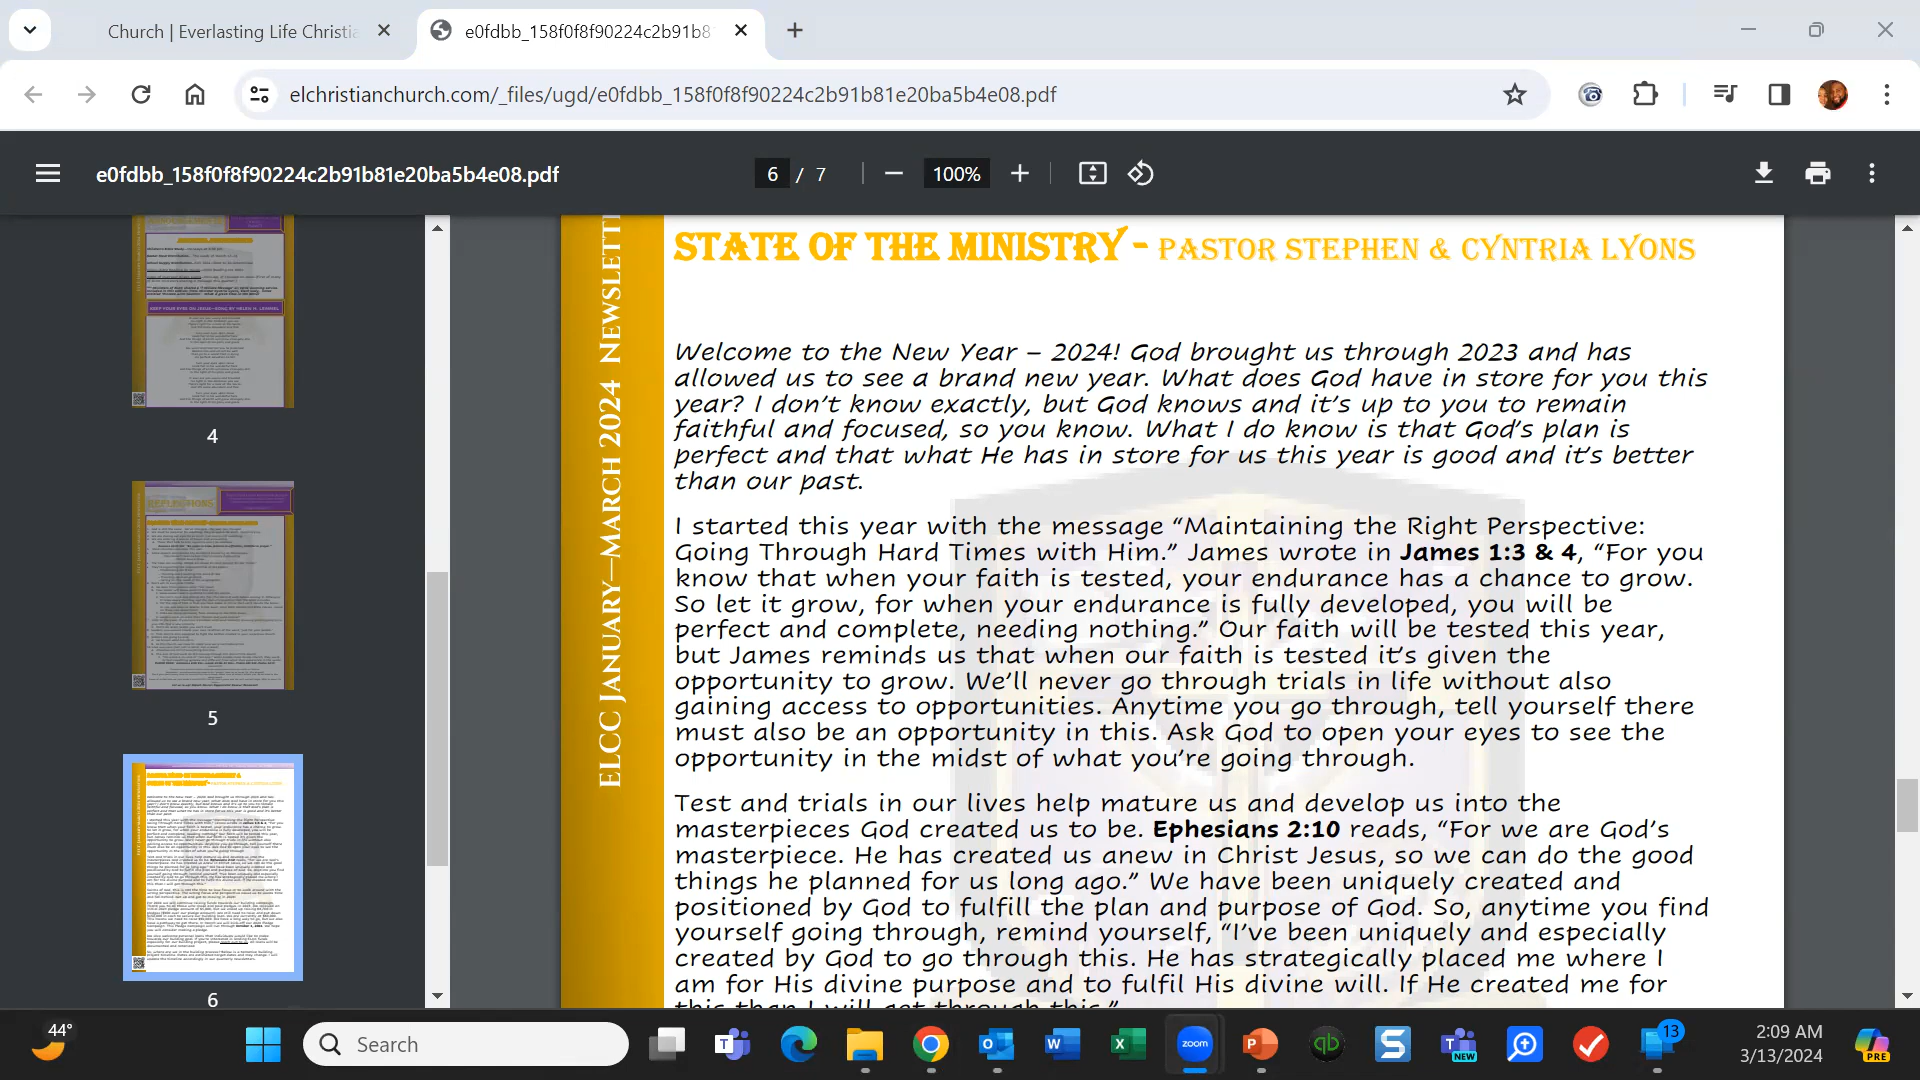 Church | Everlasting Life Christia
e0fdbb_158f0f8f90224c2b91b8
elchristianchurch.com/_files/ugd/e0fdbb_158f0f8f90224c2b91b81e20ba5b4e08.pdf
e0fdbb_158f0f8f90224c2b91b81e20ba5b4e08.pdf
6 / 7
100%
4
REFLECTIONS
5
6
ELCC JANUARY—MARCH 2024 NEWSLETT
STATE OF THE MINISTRY - PASTOR STEPHEN & CYNTRIA LYONS
Welcome to the New Year – 2024! God brought us through 2023 and has
allowed us to see a brand new year. What does God have in store for you this
year? I don't know exactly, but God knows and it's up to you to remain
faithful and focused, so you know. What I do know is that God's plan is
perfect and that what He has in store for us this year is good and it's better
than our past.
I started this year with the message “Maintaining the Right Perspective:
Going Through Hard Times with Him.” James wrote in James 1:3 & 4, “For you
know that when your faith is tested, your endurance has a chance to grow.
So let it grow, for when your endurance is fully developed, you will be
perfect and complete, needing nothing.” Our faith will be tested this year,
but James reminds us that when our faith is tested it's given the
opportunity to grow. We'll never go through trials in life without also
gaining access to opportunities. Anytime you go through, tell yourself there
must also be an opportunity in this. Ask God to open your eyes to see the
opportunity in the midst of what you're going through.
Test and trials in our lives help mature us and develop us into the
masterpieces God created us to be. Ephesians 2:10 reads, “For we are God's
masterpiece. He has created us anew in Christ Jesus, so we can do the good
things he planned for us long ago.” We have been uniquely created and
positioned by God to fulfill the plan and purpose of God. So, anytime you find
yourself going through, remind yourself, “I've been uniquely and especially
created by God to go through this. He has strategically placed me where I
am for His divine purpose and to fulfil His divine will. If He created me for
this than I will get through this.”
44°
Search
zoom
NEW
13
2:09 AM
3/13/2024
PRE